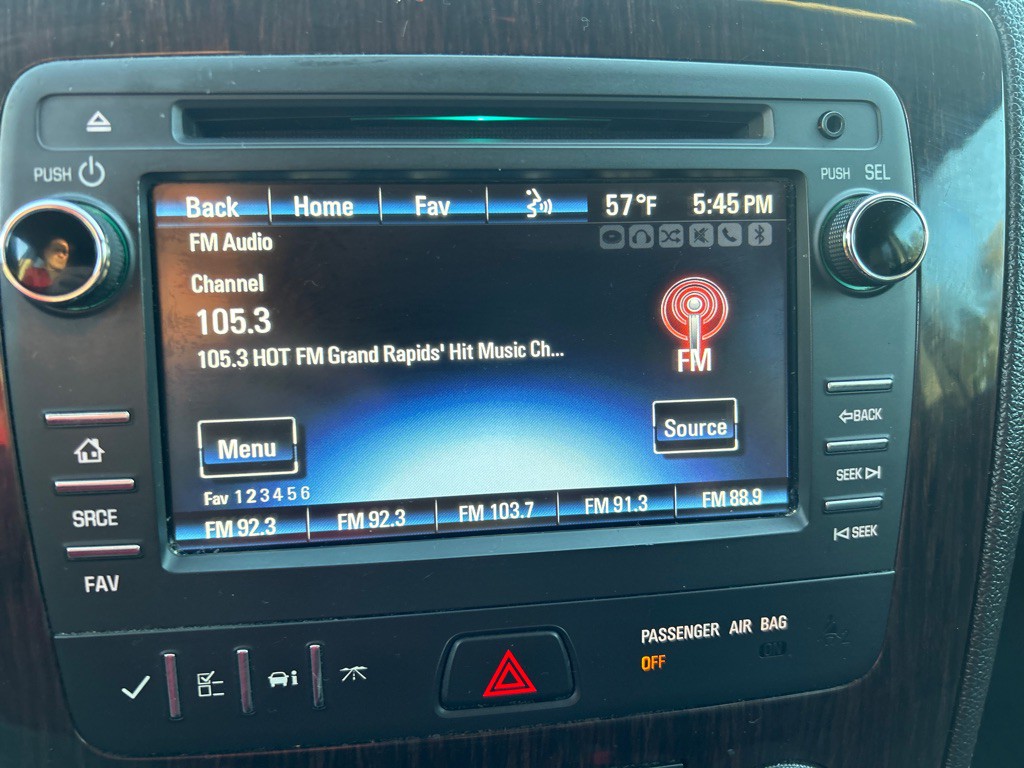 PUSH
PUSH SEL
Back Home Fav 57°F 5:45 PM
FM Audio
Channel
105.3
105.3 HOT FM Grand Rapids' Hit Music Ch...
FM
Menu
Source
Fav 1 2 3 4 5 6
FM 92.3 FM 92.3 FM 103.7 FM 91.3 FM 88.9
SRCE
FAV
BACK
SEEK
SEEK
PASSENGER AIR BAG
OFF
ON
i